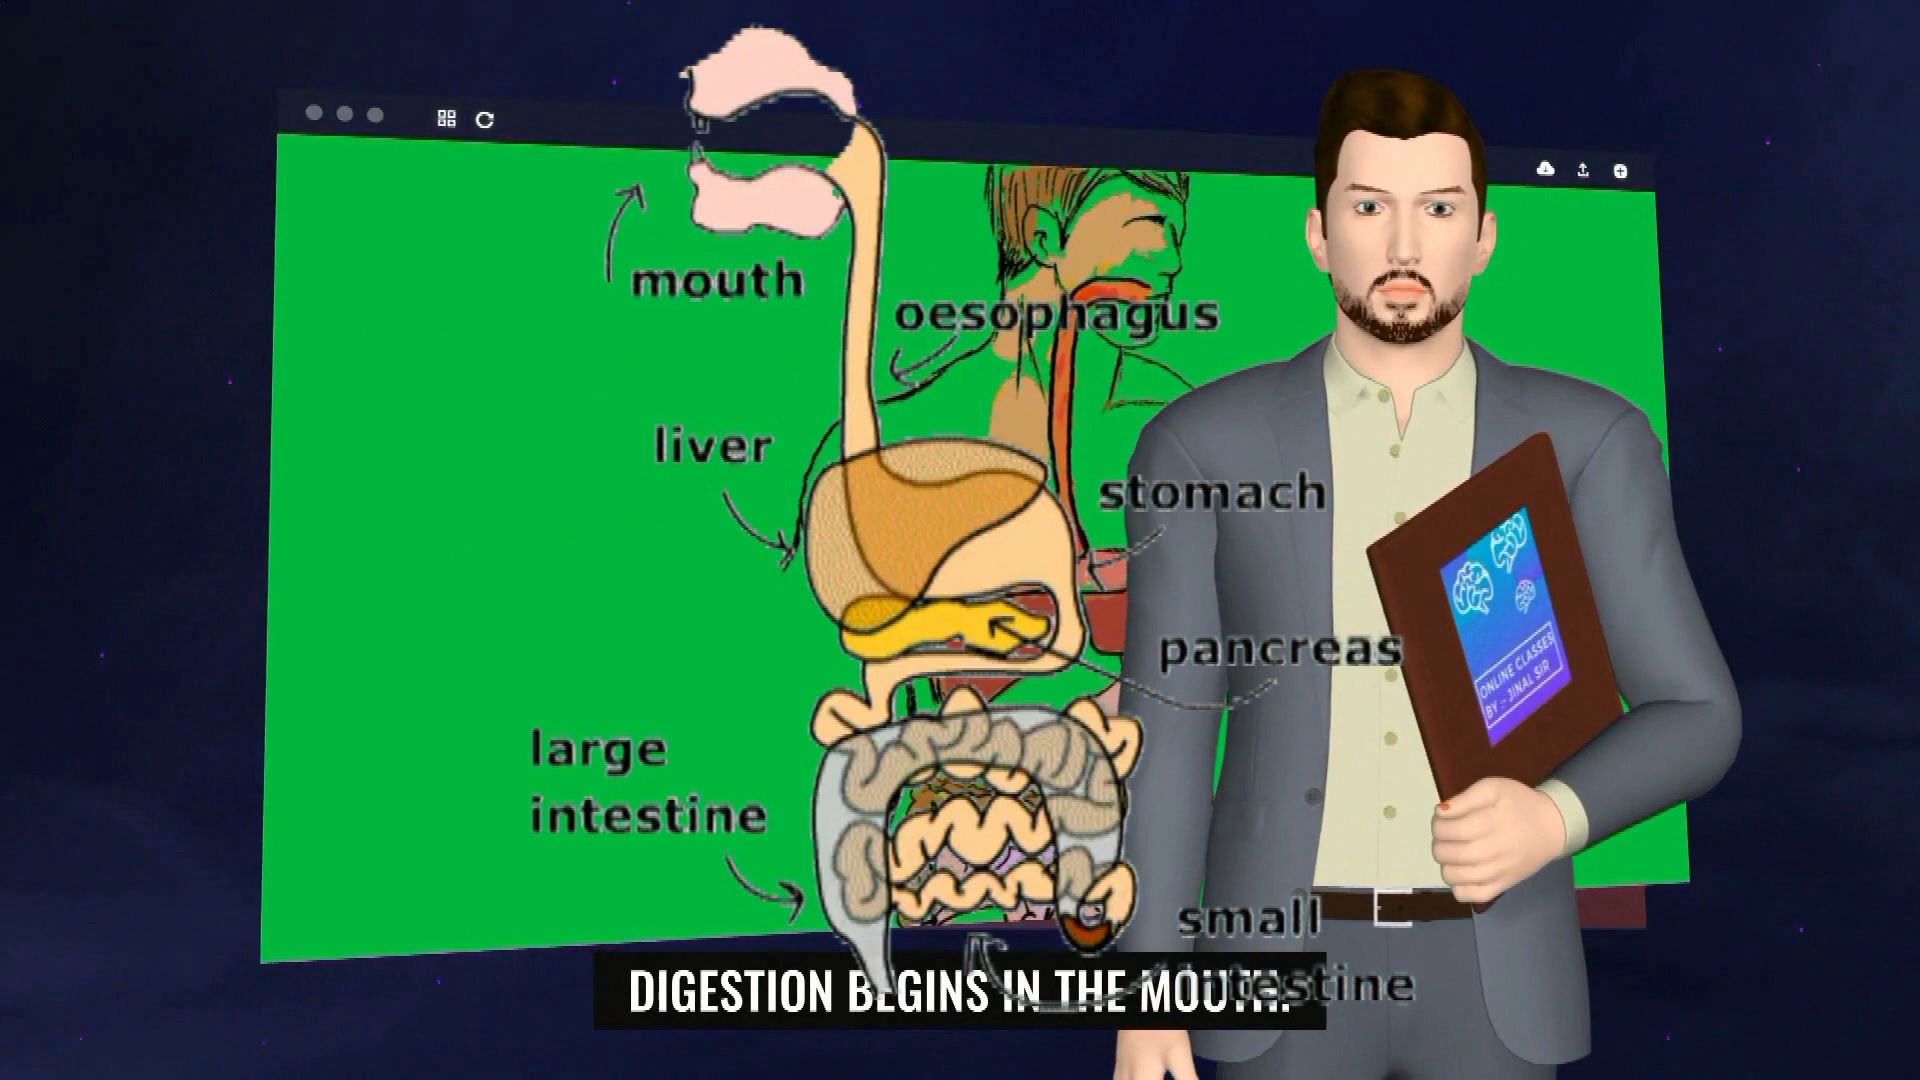 mouth
oesophagus
liver
stomach
pancreas
large
intestine
small
intestine
DIGESTION BEGINS IN THE MOUTH.
ONLINE CLASSES
BY :- JINAL SIR